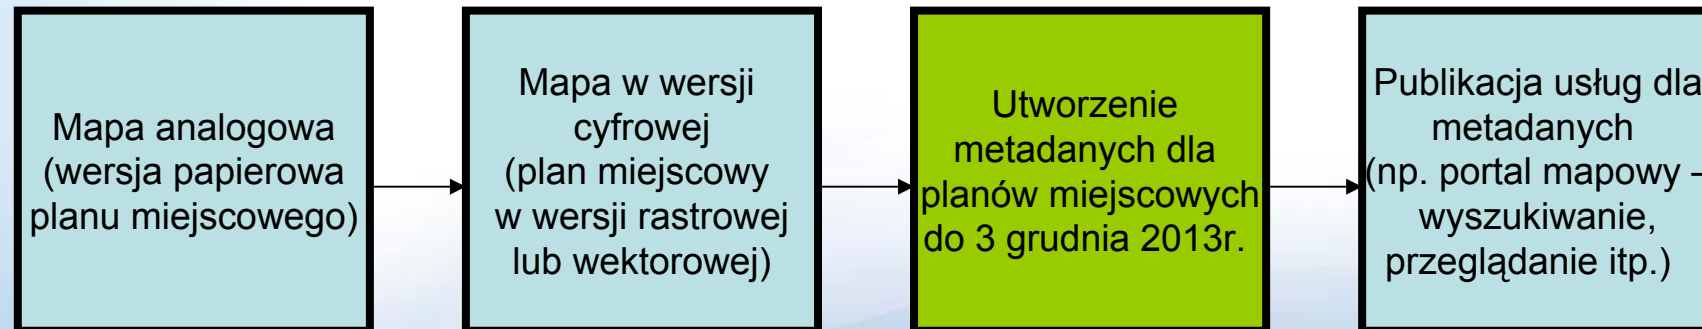 Mapa analogowa
(wersja papierowa
planu miejscowego)
Mapa w wersji
cyfrowej
(plan miejscowy
w wersji rastrowej
lub wektorowej)
Utworzenie
metadanych dla
planów miejscowych
do 3 grudnia 2013r.
Publikacja usług dla
metadanych
(np. portal mapowy –
wyszukiwanie,
przeglądanie itp.)